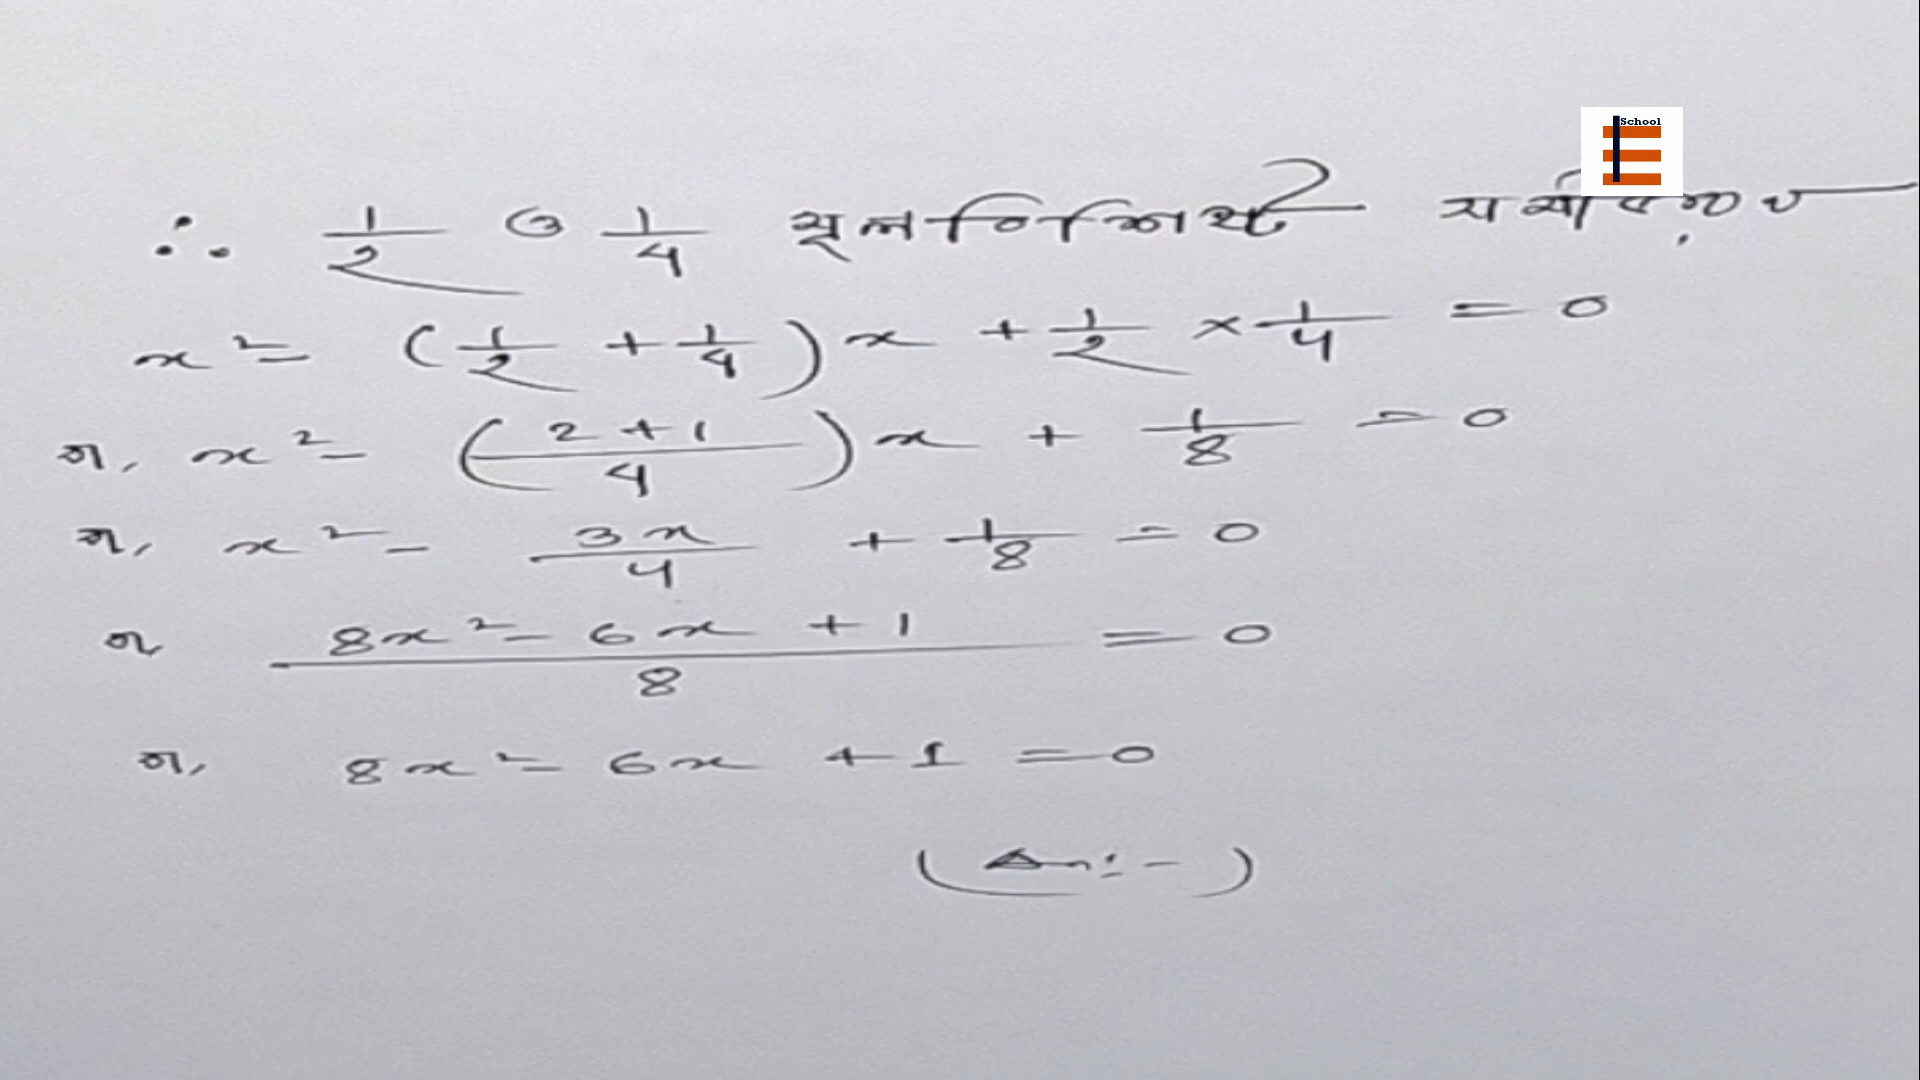 School
∴ 1/2 ও 1/4 মূলবিশিষ্ট সমীকরণ
x² - (1/2 + 1/4)x + 1/2 × 1/4 = 0
বা, x² - ((2+1)/4)x + 1/8 = 0
বা, x² - 3x/4 + 1/8 = 0
বা (8x² - 6x + 1)/8 = 0
বা, 8x² - 6x + 1 = 0
(Ans:-)